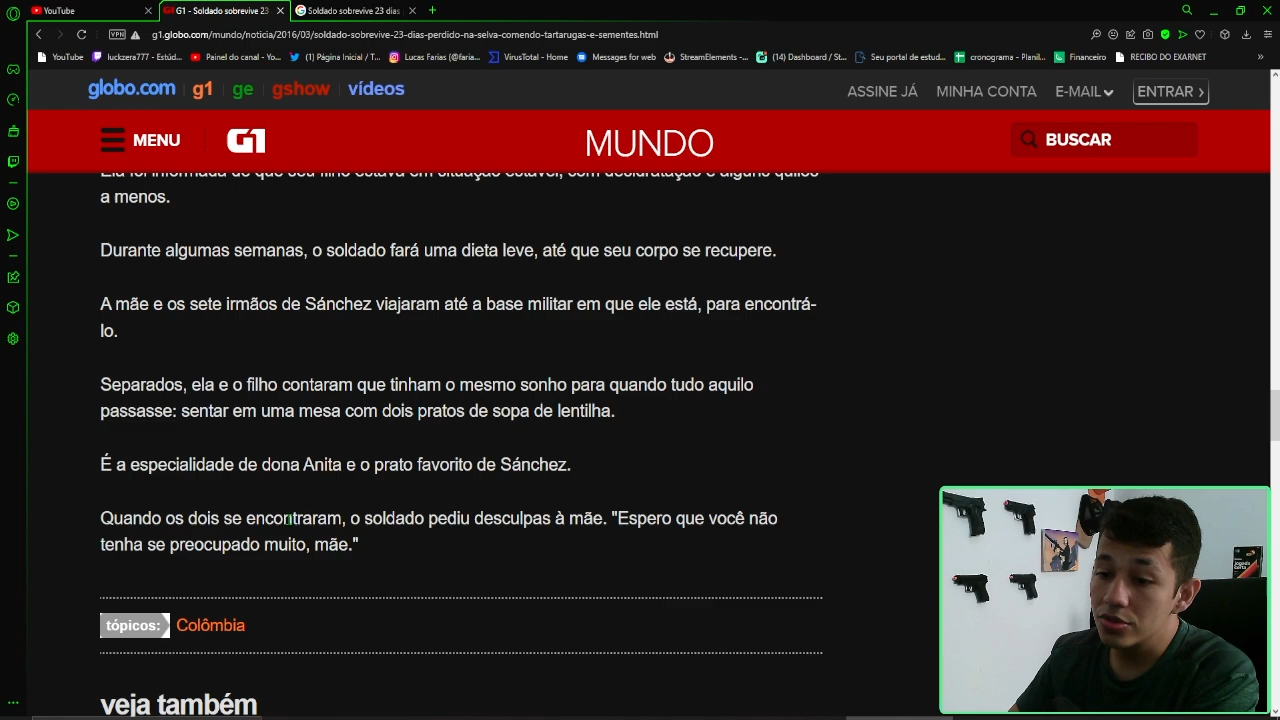 YouTube
G1 - Soldado sobrevive 23
Soldado sobrevive 23 dias
VPN
g1.globo.com/mundo/noticia/2016/03/soldado-sobrevive-23-dias-perdido-na-selva-comendo-tartarugas-e-sementes.html
YouTube
luckzera777 - Estúd...
Painel do canal - Yo...
(1) Página Inicial / T...
Lucas Farias (@faria...
VirusTotal - Home
Messages for web
StreamElements -...
(14) Dashboard / St...
Seu portal de estud...
cronograma - Planil...
Financeiro
RECIBO DO EXARNET
globo.com
g1
ge
gshow
vídeos
ASSINE JÁ
MINHA CONTA
E-MAIL
ENTRAR ›
MENU
G1
MUNDO
BUSCAR
Ela foi informada de que seu filho estava em situação estável, com desidratação e alguns quilos
a menos.
Durante algumas semanas, o soldado fará uma dieta leve, até que seu corpo se recupere.
A mãe e os sete irmãos de Sánchez viajaram até a base militar em que ele está, para encontrá-
lo.
Separados, ela e o filho contaram que tinham o mesmo sonho para quando tudo aquilo
passasse: sentar em uma mesa com dois pratos de sopa de lentilha.
É a especialidade de dona Anita e o prato favorito de Sánchez.
Quando os dois se encontraram, o soldado pediu desculpas à mãe. "Espero que você não
tenha se preocupado muito, mãe."
tópicos:
Colômbia
veja também